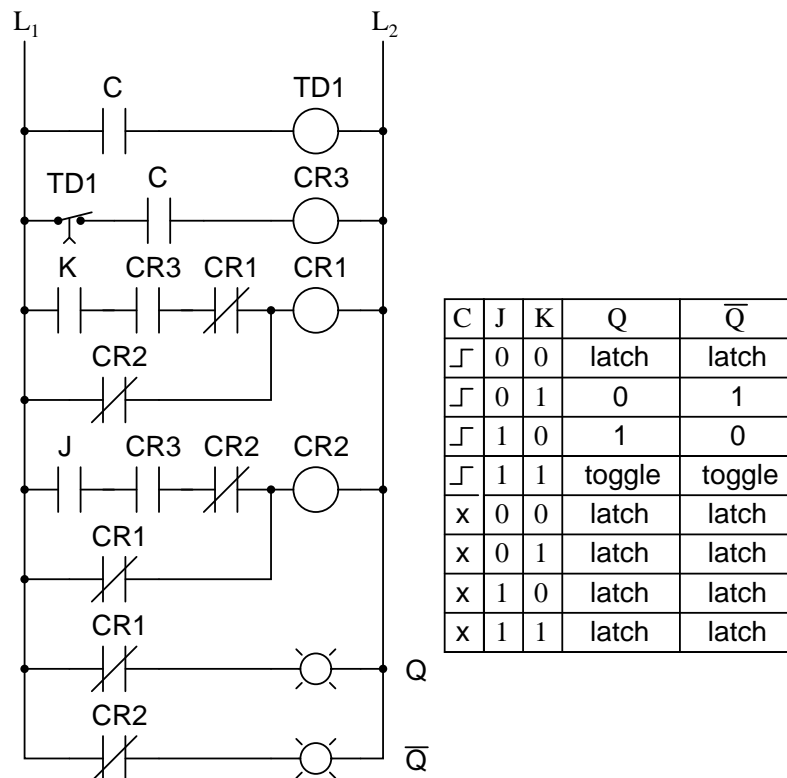 L₁ L₂
C TD1
TD1 C CR3
K CR3 CR1 CR1
CR2
J CR3 CR2 CR2
CR1
CR1
Q
CR2
Q̅
C J K Q Q̅
0 0 latch latch
0 1 0 1
1 0 1 0
1 1 toggle toggle
x 0 0 latch latch
x 0 1 latch latch
x 1 0 latch latch
x 1 1 latch latch